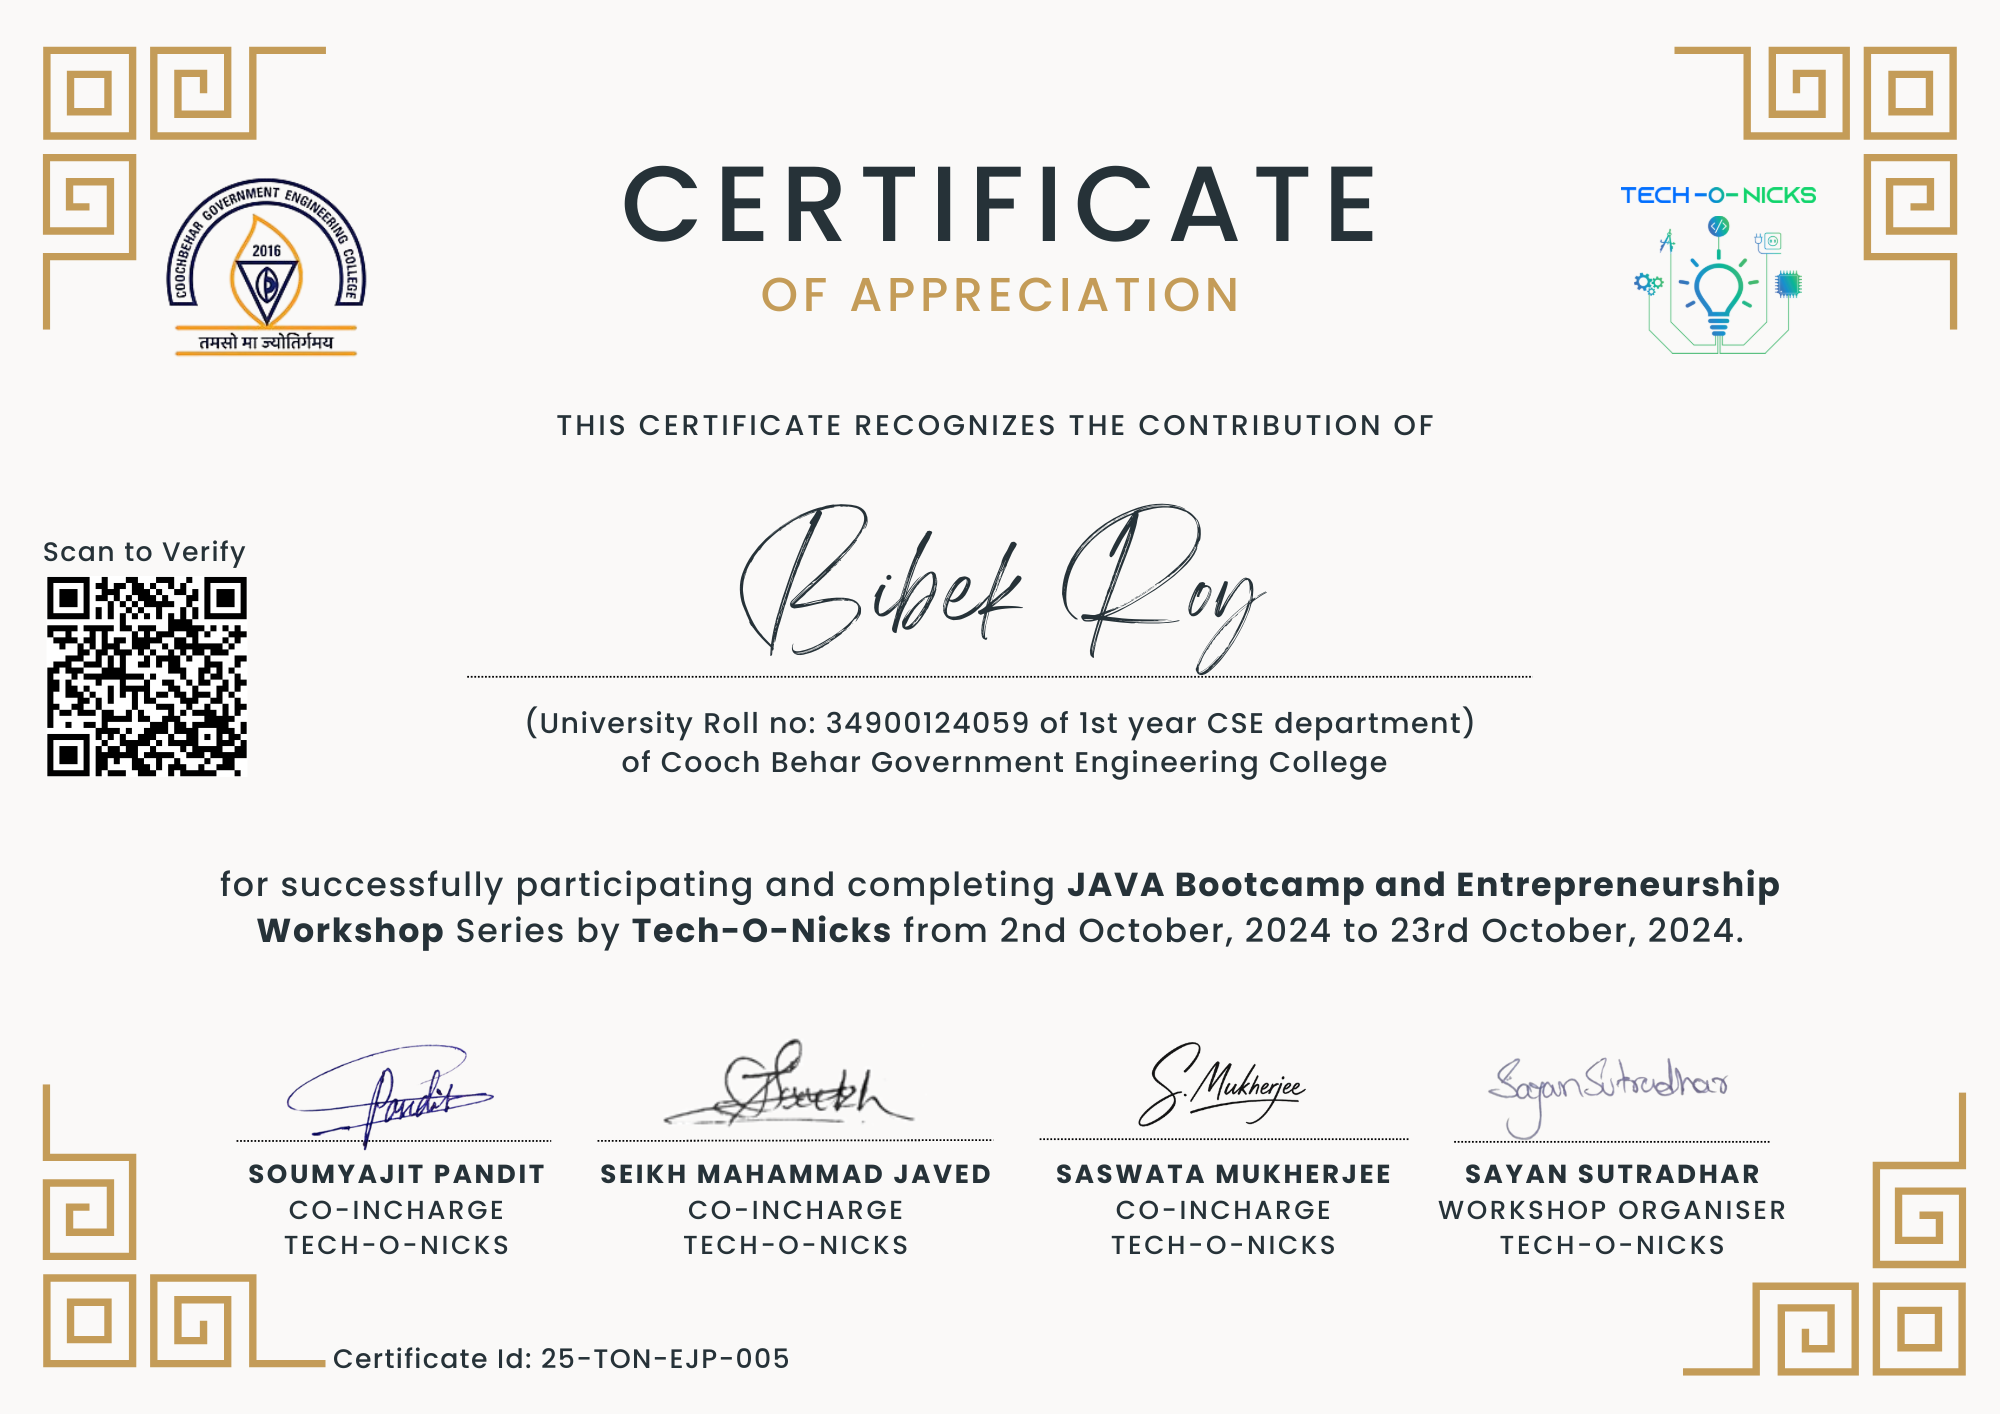 COOCHBEHAR GOVERNMENT ENGINEERING COLLEGE
2016
तमसो मा ज्योतिर्गमय
CERTIFICATE
OF APPRECIATION
TECH-O-NICKS
THIS CERTIFICATE RECOGNIZES THE CONTRIBUTION OF
Scan to Verify
Bibek Roy
(University Roll no: 34900124059 of 1st year CSE department)
of Cooch Behar Government Engineering College
for successfully participating and completing JAVA Bootcamp and Entrepreneurship
Workshop Series by Tech-O-Nicks from 2nd October, 2024 to 23rd October, 2024.
Pandit
S. Mukherjee
Sayan Sutradhar
SOUMYAJIT PANDIT
CO-INCHARGE
TECH-O-NICKS
SEIKH MAHAMMAD JAVED
CO-INCHARGE
TECH-O-NICKS
SASWATA MUKHERJEE
CO-INCHARGE
TECH-O-NICKS
SAYAN SUTRADHAR
WORKSHOP ORGANISER
TECH-O-NICKS
Certificate Id: 25-TON-EJP-005